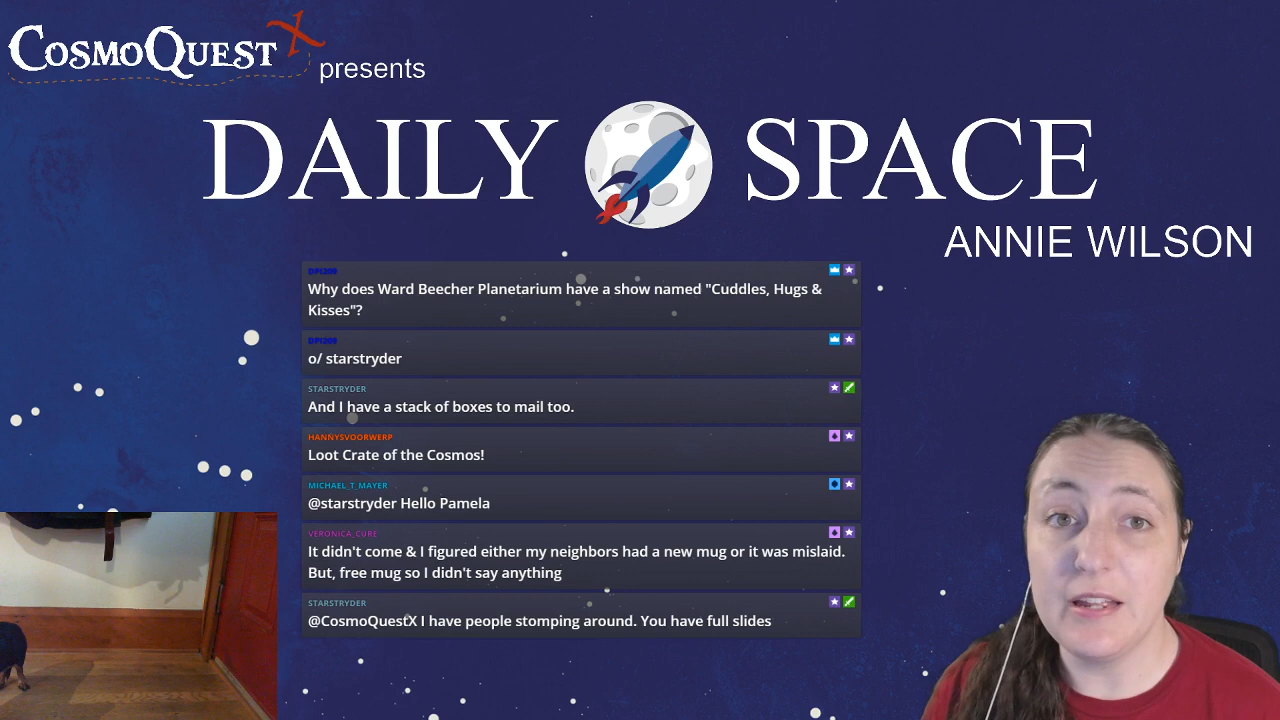 CosmoQuest X
presents
DAILY SPACE
ANNIE WILSON
DPI209
Why does Ward Beecher Planetarium have a show named "Cuddles, Hugs &
Kisses"?
DPI209
o/ starstryder
STARSTRYDER
And I have a stack of boxes to mail too.
HANNYSVOORWERP
Loot Crate of the Cosmos!
MICHAEL_T_MAYER
@starstryder Hello Pamela
VERONICA_CURE
It didn't come & I figured either my neighbors had a new mug or it was mislaid.
But, free mug so I didn't say anything
STARSTRYDER
@CosmoQuestX I have people stomping around. You have full slides